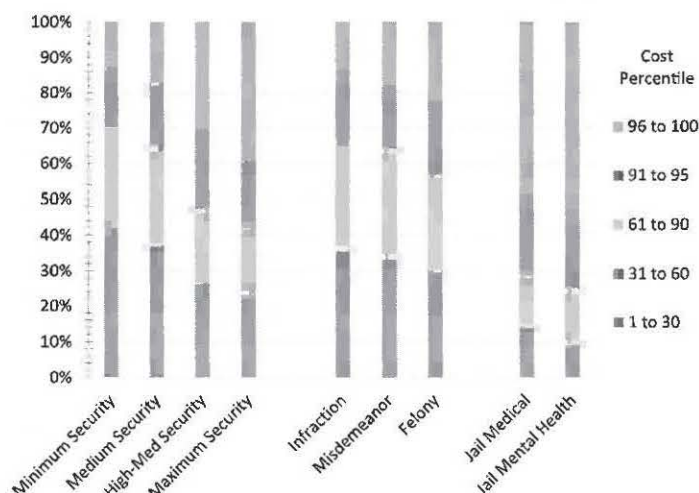 100%
90%
80%
70%
60%
50%
40%
30%
20%
10%
0%
Minimum Security
Medium Security
High-Med Security
Maximum Security
Infraction
Misdemeanor
Felony
Jail Medical
Jail Mental Health
Cost
Percentile
96 to 100
91 to 95
61 to 90
31 to 60
1 to 30